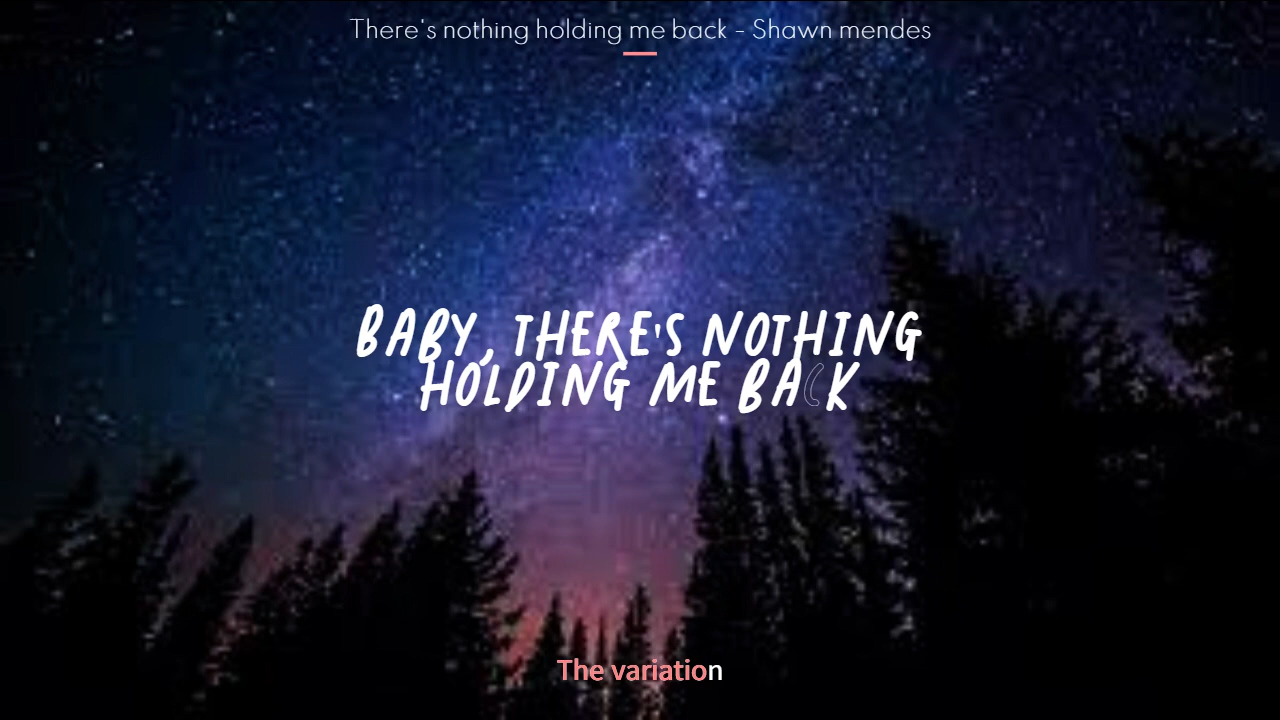 There's nothing holding me back - Shawn mendes
BABY, THERE'S NOTHING
HOLDING ME BACK
The variation